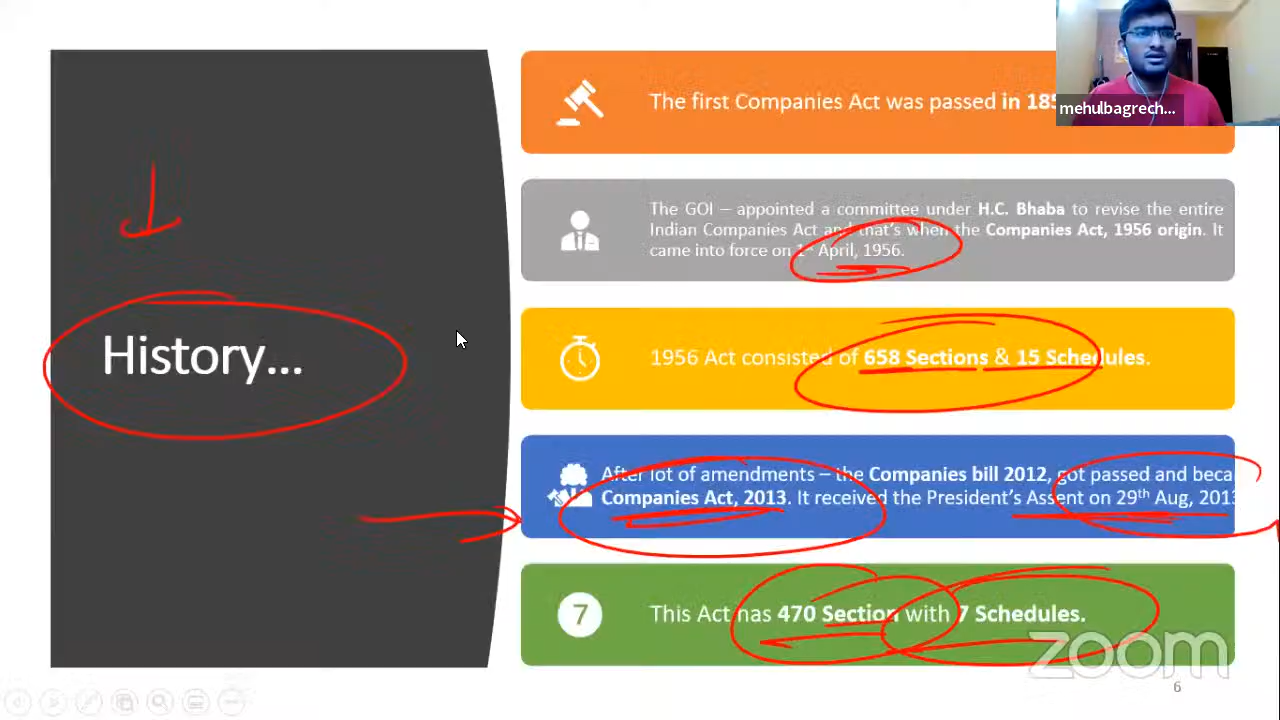 The first Companies Act was passed in 185
mehulbagrech...
The GOI – appointed a committee under H.C. Bhaba to revise the entire
Indian Companies Act and that's when the Companies Act, 1956 origin. It
came into force on 1st April, 1956.
History...
1956 Act consisted of 658 Sections & 15 Schedules.
After lot of amendments – the Companies bill 2012, got passed and beca
Companies Act, 2013. It received the President's Assent on 29th Aug, 2013
7
This Act has 470 Section with 7 Schedules.
zoom
6